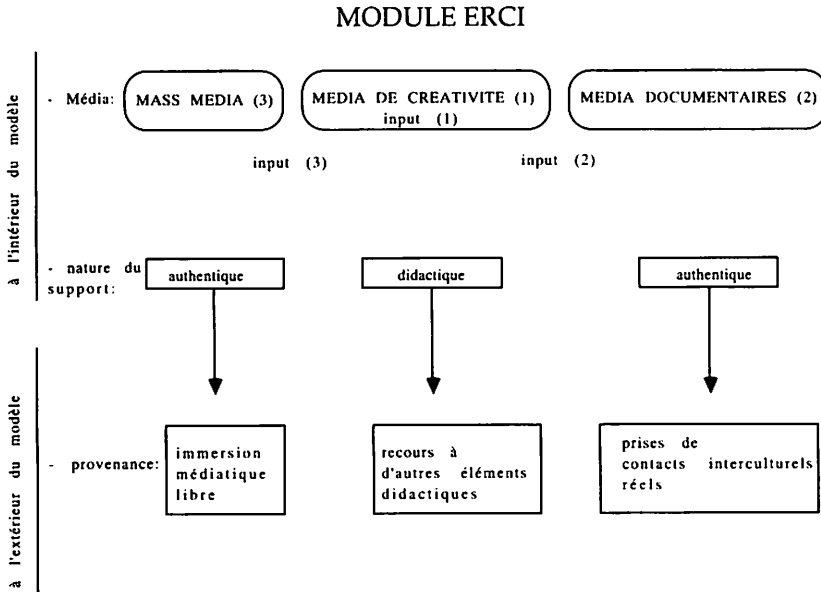 MODULE ERCI
à l'intérieur du modèle
- Média:
MASS MEDIA (3)
MEDIA DE CREATIVITE (1)
input (1)
MEDIA DOCUMENTAIRES (2)
input (3)
input (2)
- nature du
support:
authentique
didactique
authentique
à l'extérieur du modèle
- provenance:
immersion
médiatique
libre
recours à
d'autres éléments
didactiques
prises de
contacts interculturels
réels